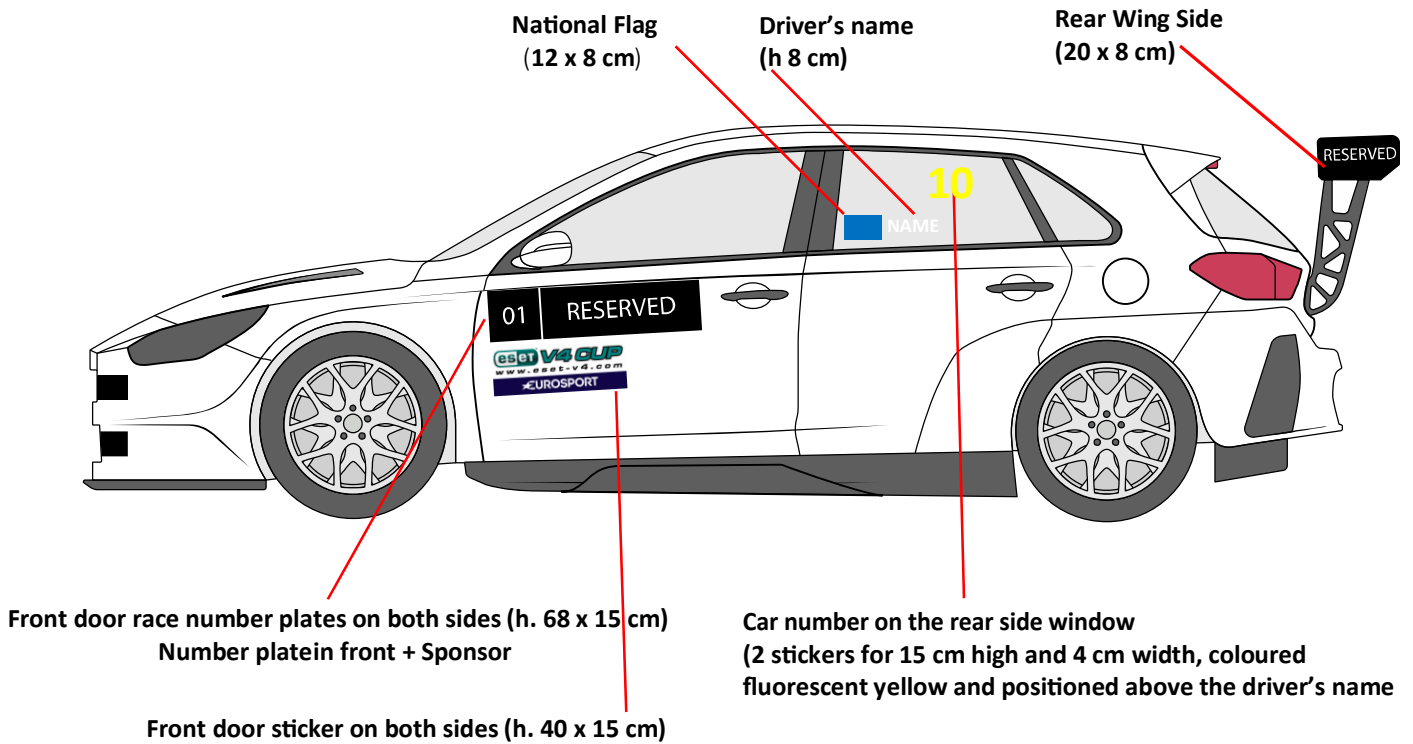 National Flag
(12 x 8 cm)
Driver’s name
(h 8 cm)
Rear Wing Side
(20 x 8 cm)
RESERVED
10
NAME
01 RESERVED
eset V4 CUP
www.eset-v4.com
EUROSPORT
Front door race number plates on both sides (h. 68 x 15 cm)
Number platein front + Sponsor
Car number on the rear side window
(2 stickers for 15 cm high and 4 cm width, coloured
fluorescent yellow and positioned above the driver’s name
Front door sticker on both sides (h. 40 x 15 cm)